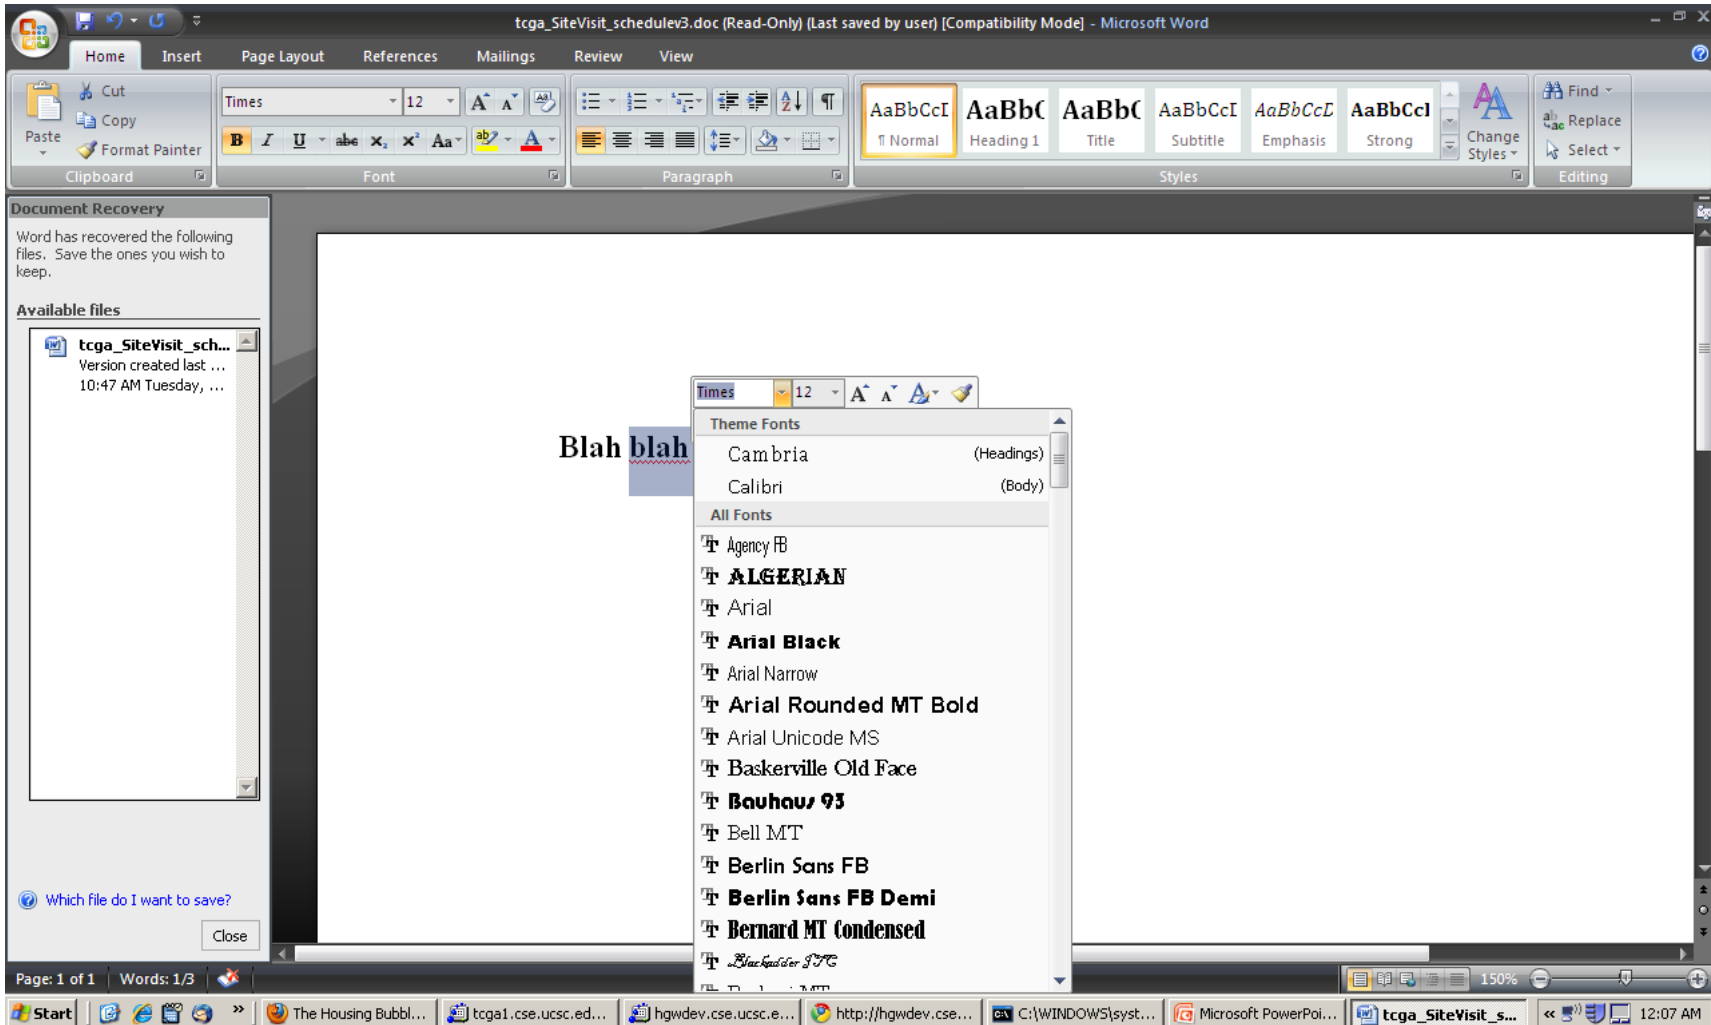 tcga_SiteVisit_schedulev3.doc (Read-Only) (Last saved by user) [Compatibility Mode] - Microsoft Word
Home Insert Page Layout References Mailings Review View
Paste
Cut
Copy
Format Painter
Clipboard
Times 12
B I U abc x₂ x² Aa ab A
Font
Paragraph
AaBbCcI AaBb( AaBb( AaBbCcI AaBbCcD AaBbCcI
¶ Normal Heading 1 Title Subtitle Emphasis Strong
Change
Styles
Styles
Find
Replace
Select
Editing
Document Recovery
Word has recovered the following
files. Save the ones you wish to
keep.
Available files
tcga_SiteVisit_sch...
Version created last ...
10:47 AM Tuesday, ...
Which file do I want to save?
Close
Blah blah
Times 12
Theme Fonts
Cambria (Headings)
Calibri (Body)
All Fonts
Agency FB
ALGERIAN
Arial
Arial Black
Arial Narrow
Arial Rounded MT Bold
Arial Unicode MS
Baskerville Old Face
Bauhaus 93
Bell MT
Berlin Sans FB
Berlin Sans FB Demi
Bernard MT Condensed
Blackadder ITC
Page: 1 of 1 Words: 1/3 150%
Start The Housing Bubbl... tcga1.cse.ucsc.ed... hgwdev.cse.ucsc.e... http://hgwdev.cse... C:\WINDOWS\syst... Microsoft PowerPoi... tcga_SiteVisit_s... 12:07 AM